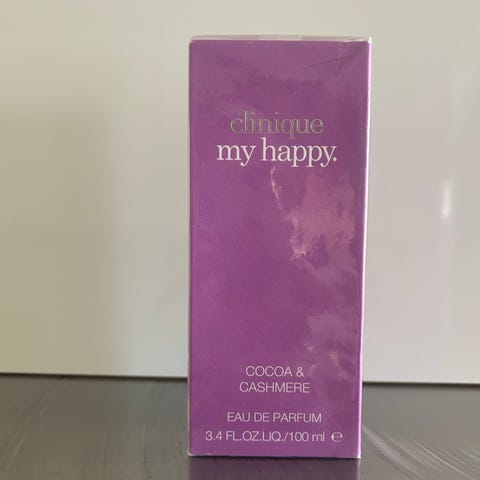 clinique
my happy.
COCOA &
CASHMERE
EAU DE PARFUM
3.4 FL.OZ.LIQ./100 ml ℮